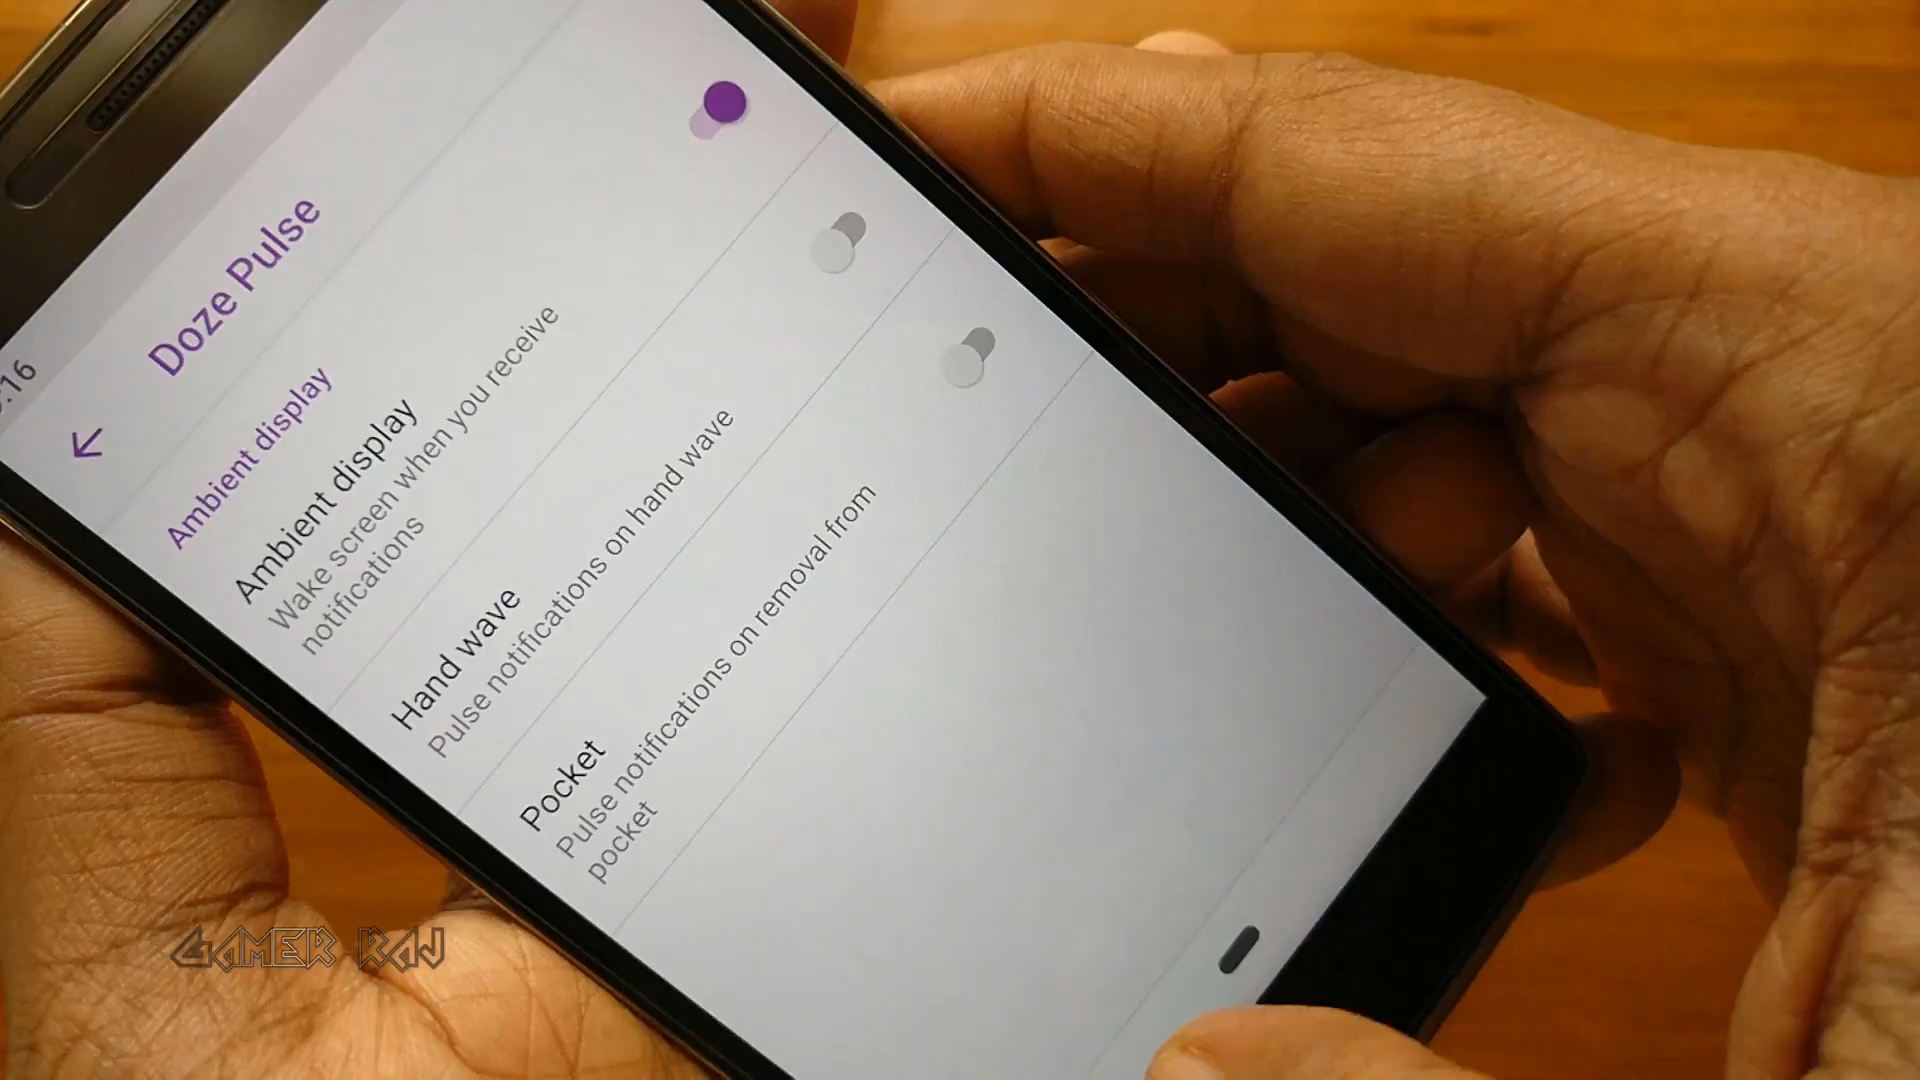 :16
Doze Pulse
Ambient display
Ambient display
Wake screen when you receive
notifications
Hand wave
Pulse notifications on hand wave
Pocket
Pulse notifications on removal from
pocket
GAMER RAJ